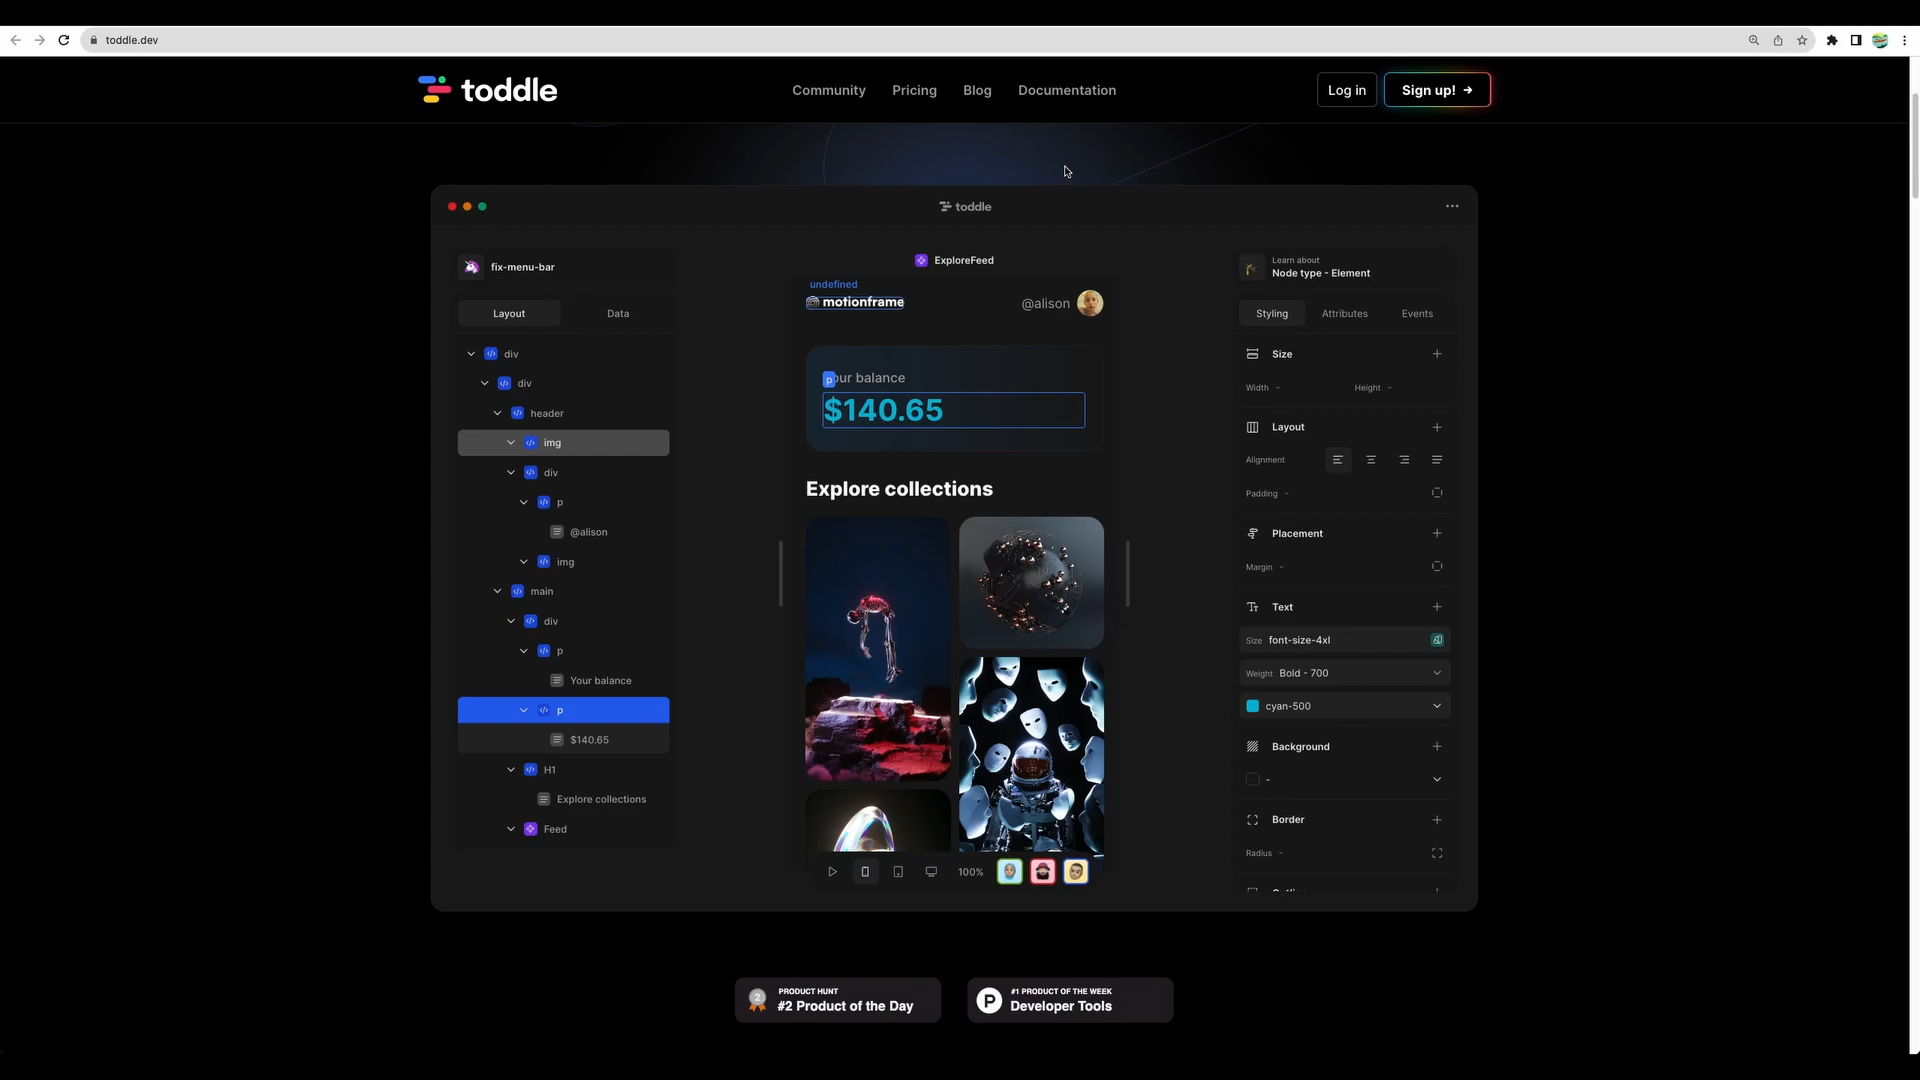 toddle.dev
toddle
Community
Pricing
Blog
Documentation
Log in
Sign up! →
toddle
fix-menu-bar
Layout
Data
div
div
header
img
div
p
@alison
img
main
div
p
Your balance
p
$140.65
H1
Explore collections
Feed
ExploreFeed
undefined
motionframe
@alison
p
our balance
$140.65
Explore collections
100%
Learn about
Node type - Element
Styling
Attributes
Events
Size
Width -
Height -
Layout
Alignment
Padding -
Placement
Margin -
Text
Size font-size-4xl
Weight Bold - 700
cyan-500
Background
-
Border
Radius -
PRODUCT HUNT
#2 Product of the Day
2
P
#1 PRODUCT OF THE WEEK
Developer Tools